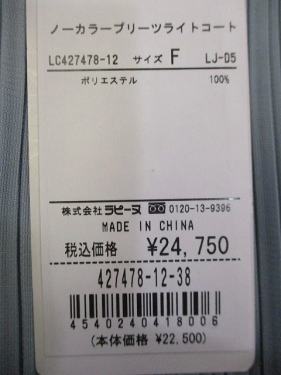 ノーカラープリーツライトコート
LC427478-12 サイズ F LJ-D5
ポリエステル 100%
株式会社ラピーヌ 0120-13-9396
MADE IN CHINA
税込価格 ¥24,750
427478-12-38
4540240418006
(本体価格 ¥22,500)